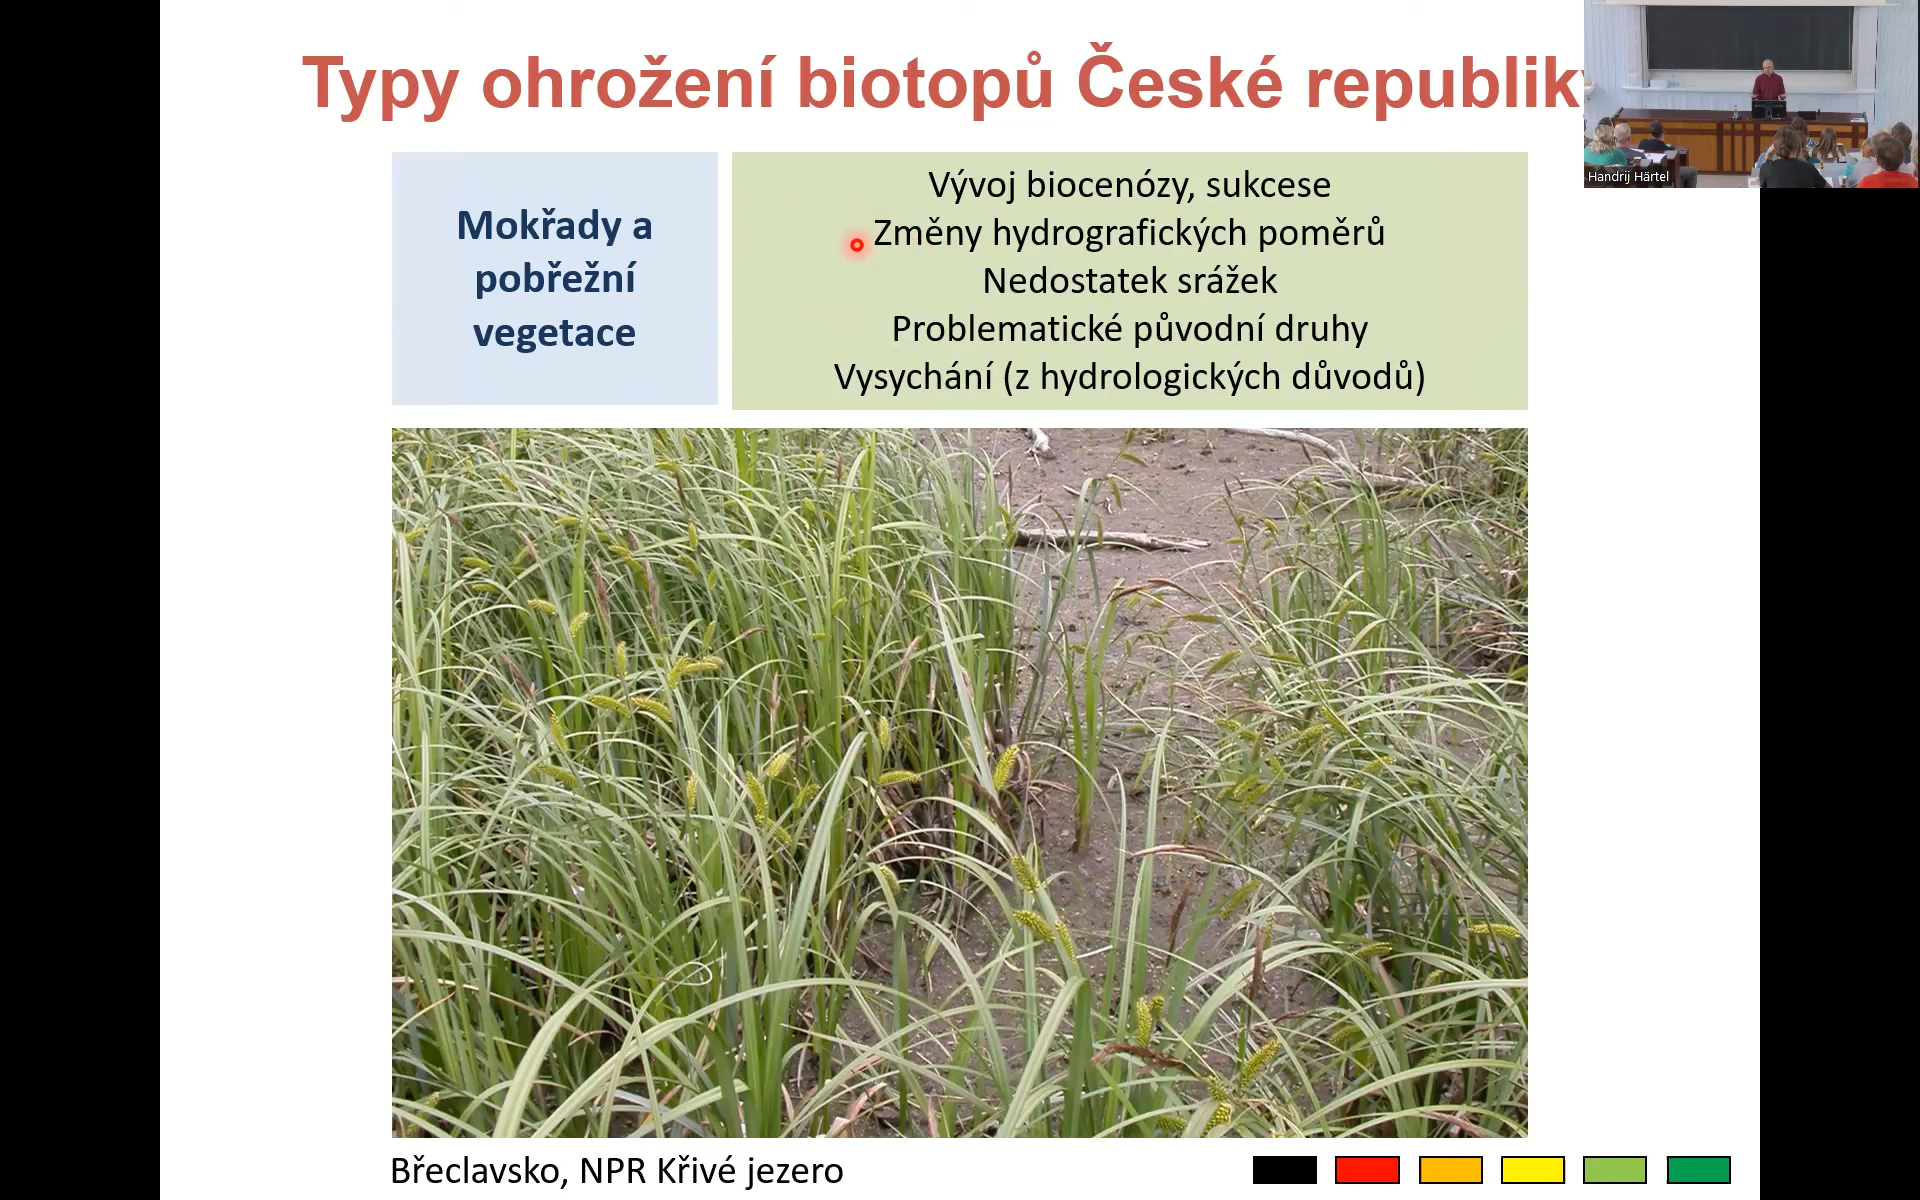 Typy ohrožení biotopů České republiky
Handrij Härtel
Mokřady a
pobřežní
vegetace
Vývoj biocenózy, sukcese
Změny hydrografických poměrů
Nedostatek srážek
Problematické původní druhy
Vysychání (z hydrologických důvodů)
Břeclavsko, NPR Křivé jezero